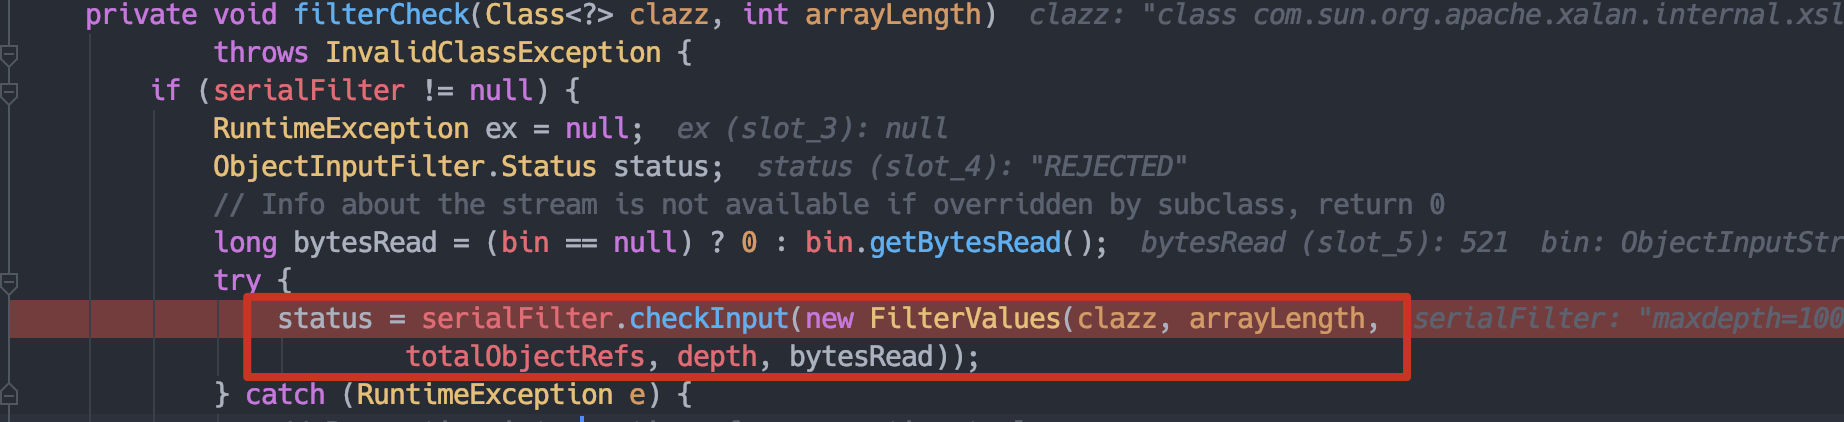 private void filterCheck(Class<?> clazz, int arrayLength)  clazz: "class com.sun.org.apache.xalan.internal.xsl
throws InvalidClassException {
if (serialFilter != null) {
RuntimeException ex = null;  ex (slot_3): null
ObjectInputFilter.Status status;  status (slot_4): "REJECTED"
// Info about the stream is not available if overridden by subclass, return 0
long bytesRead = (bin == null) ? 0 : bin.getBytesRead();  bytesRead (slot_5): 521  bin: ObjectInputStr
try {
status = serialFilter.checkInput(new FilterValues(clazz, arrayLength,  serialFilter: "maxdepth=100
totalObjectRefs, depth, bytesRead));
} catch (RuntimeException e) {